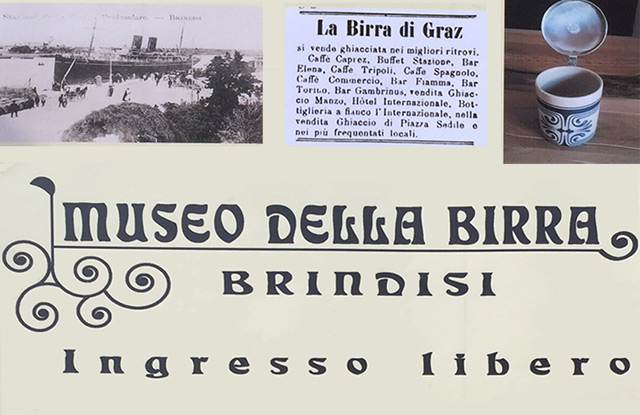 — BRINDISI
La Birra di Graz
si vende ghiacciata nei migliori ritrovi.
Caffè Caprez, Buffet Stazione, Bar
Elena, Caffè Tripoli, Caffè Spagnolo,
Caffè Commercio, Bar Fiamma, Bar
Torino, Bar Gambrinus, vendita Ghiac-
cio Manzo, Hôtel Internazionale, Bot-
tiglieria a fianco l'Internazionale, nella
vendita Ghiaccio di Piazza Sedile e
nei più frequentati locali.
MUSEO DELLA BIRRA
BRINDISI
Ingresso libero